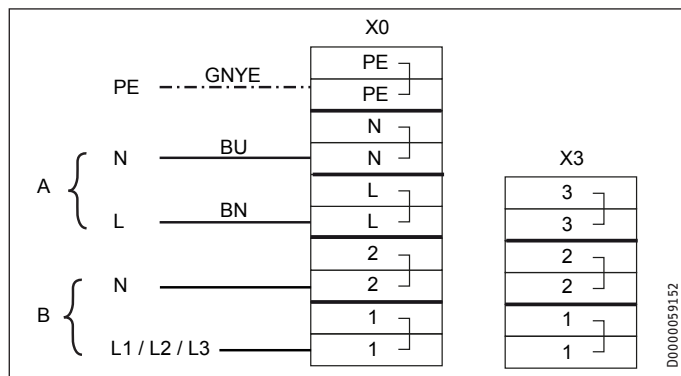 X0
PE
PE GNYE PE
N
N BU N
A
L
L BN L
2
N 2
B
1
L1 / L2 / L3 1
X3
3
3
2
2
1
1
D0000059152